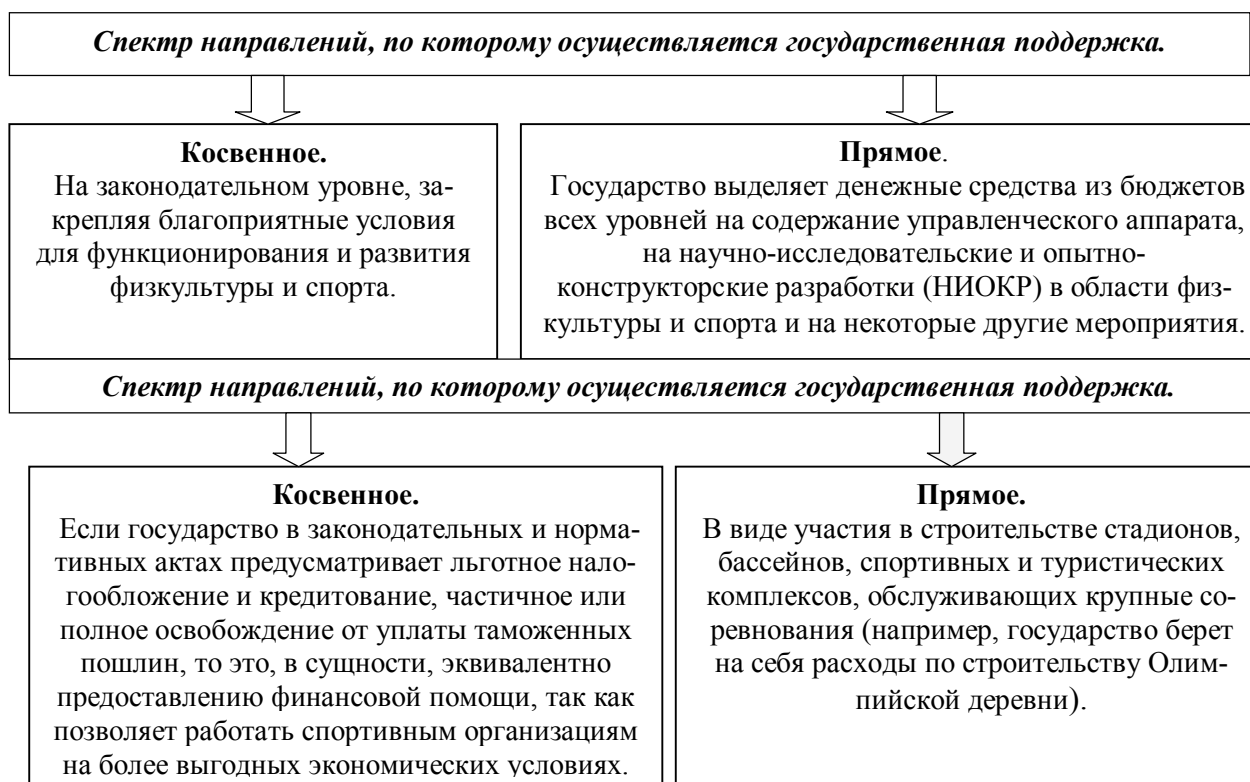 Спектр направлений, по которому осуществляется государственная поддержка.
Косвенное.
На законодательном уровне, за-
крепляя благоприятные условия
для функционирования и развития
физкультуры и спорта.
Прямое.
Государство выделяет денежные средства из бюджетов
всех уровней на содержание управленческого аппарата,
на научно-исследовательские и опытно-
конструкторские разработки (НИОКР) в области физ-
культуры и спорта и на некоторые другие мероприятия.
Спектр направлений, по которому осуществляется государственная поддержка.
Косвенное.
Если государство в законодательных и норма-
тивных актах предусматривает льготное нало-
гообложение и кредитование, частичное или
полное освобождение от уплаты таможенных
пошлин, то это, в сущности, эквивалентно
предоставлению финансовой помощи, так как
позволяет работать спортивным организациям
на более выгодных экономических условиях.
Прямое.
В виде участия в строительстве стадионов,
бассейнов, спортивных и туристических
комплексов, обслуживающих крупные со-
ревнования (например, государство берет
на себя расходы по строительству Олим-
пийской деревни).